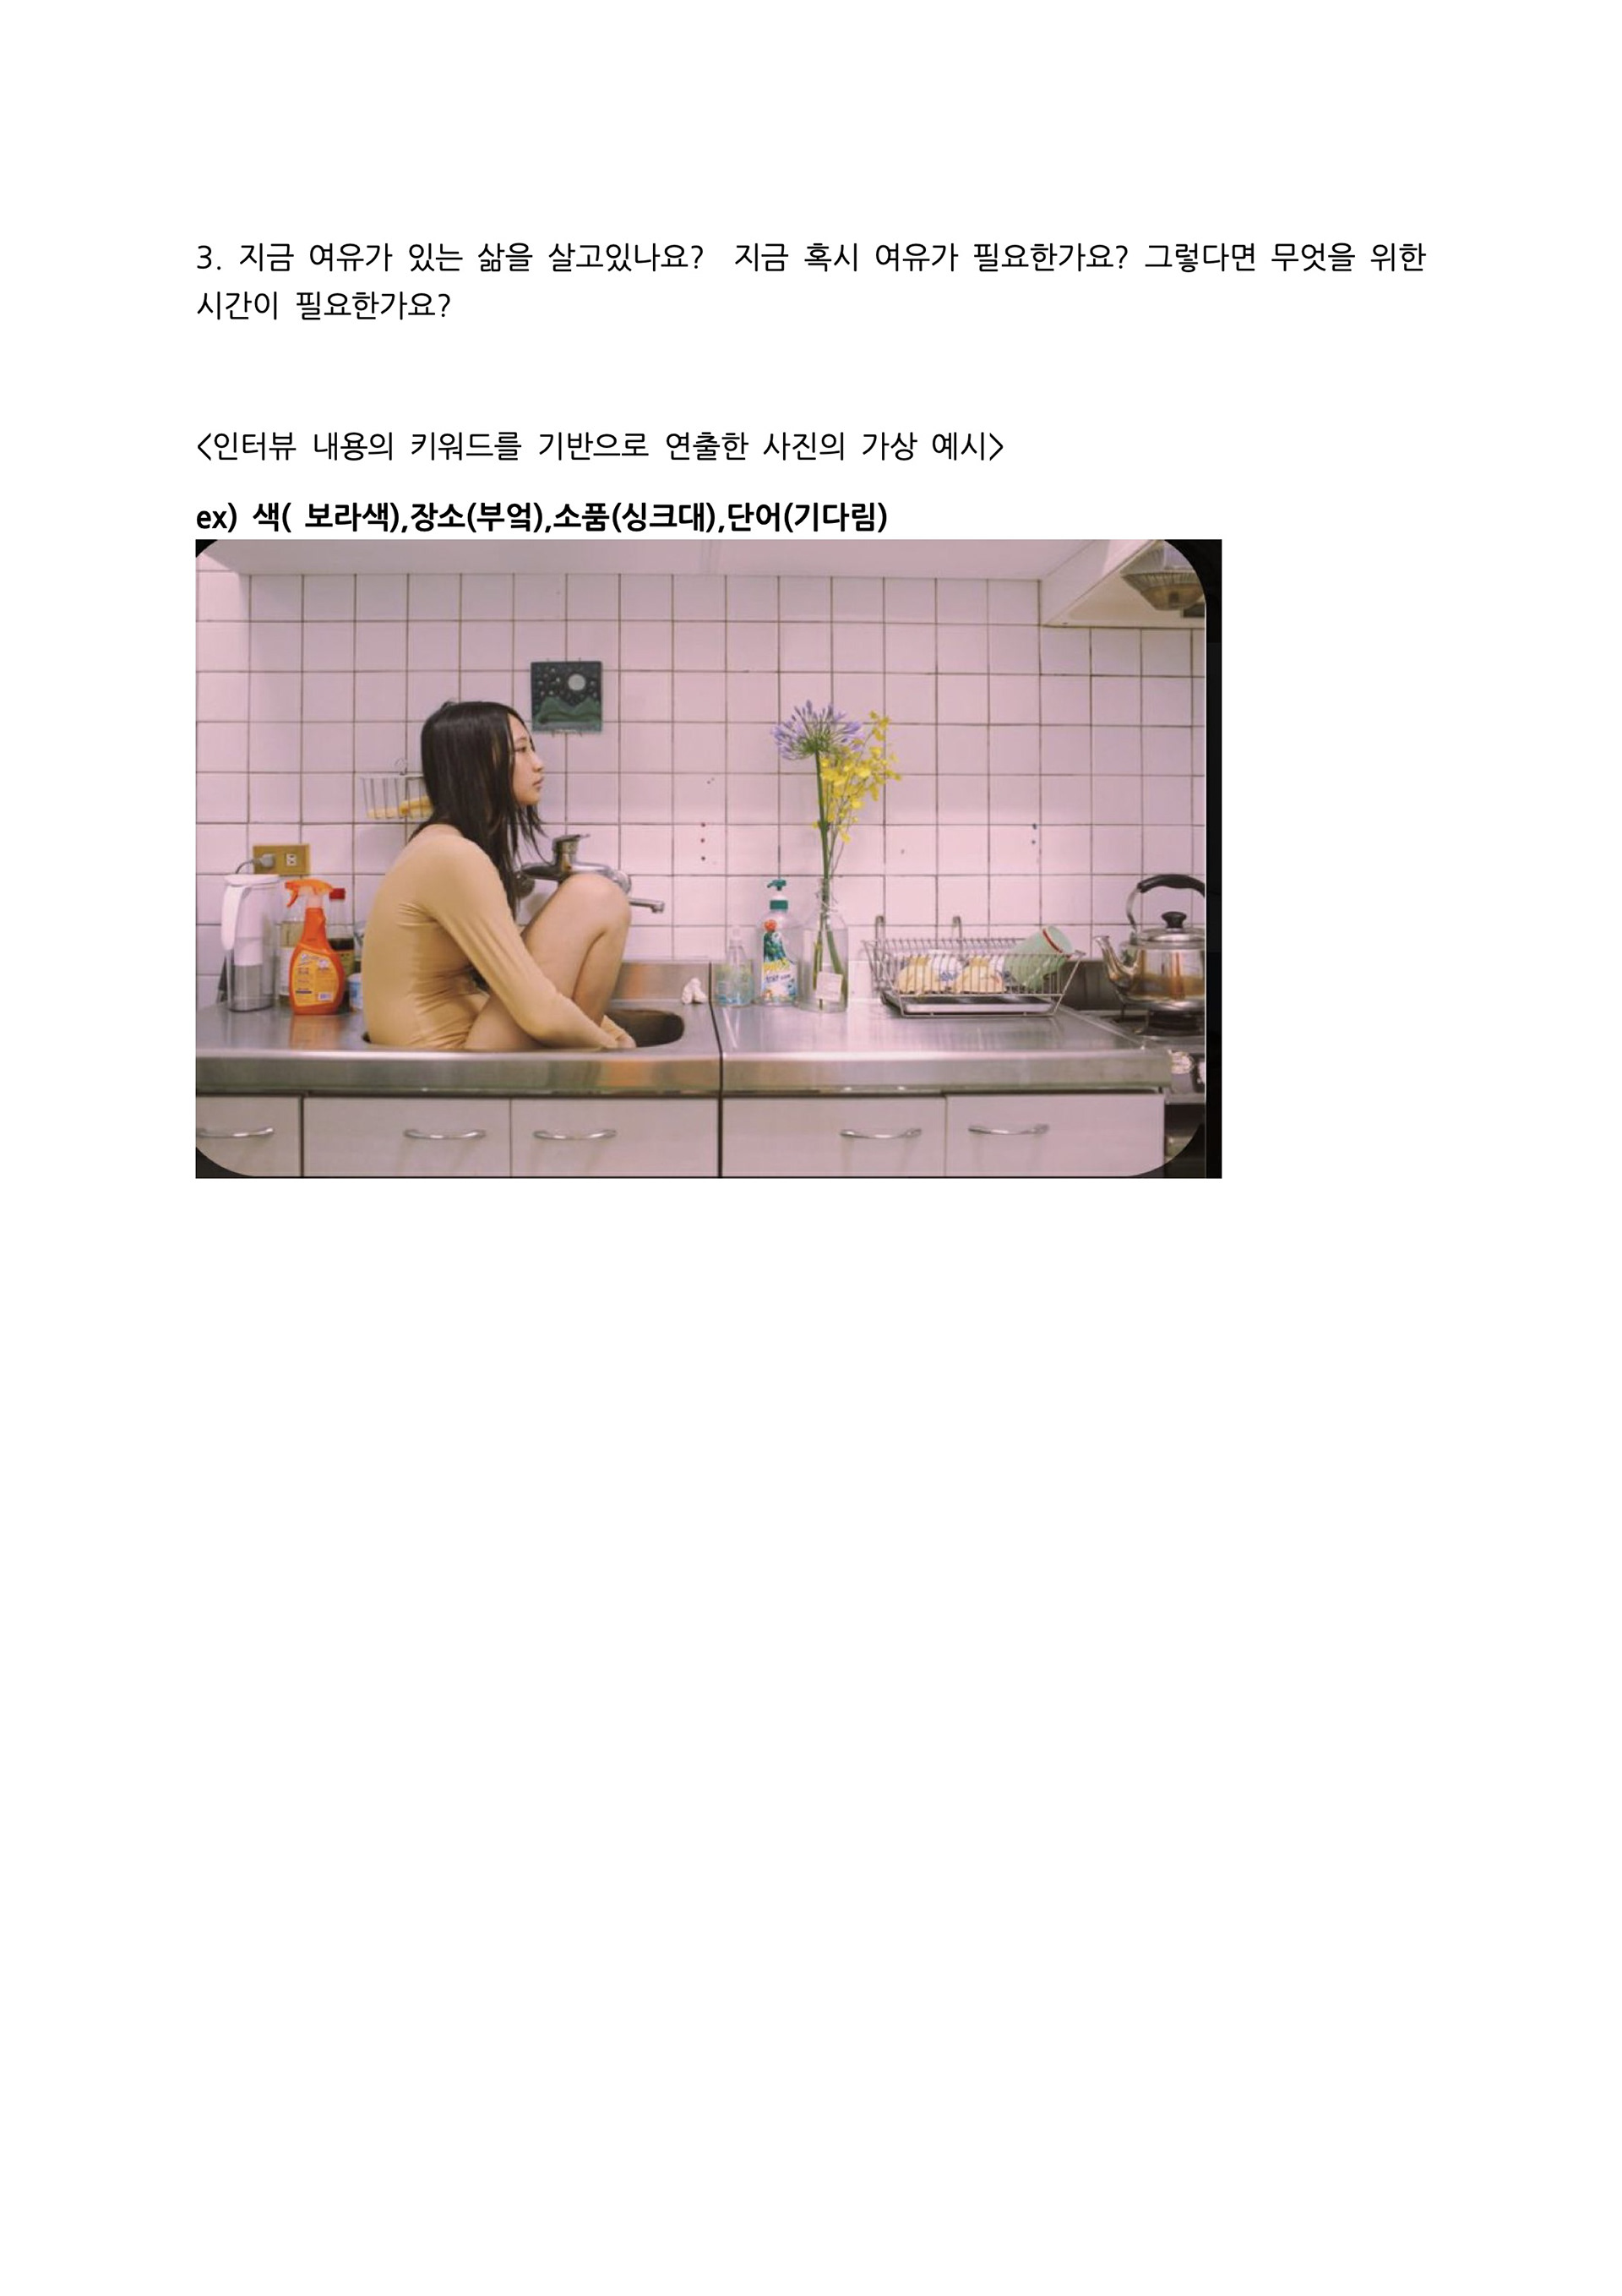 3. 지금 여유가 있는 삶을 살고있나요? 지금 혹시 여유가 필요한가요? 그렇다면 무엇을 위한
시간이 필요한가요?
<인터뷰 내용의 키워드를 기반으로 연출한 사진의 가상 예시>
ex) 색( 보라색),장소(부엌),소품(싱크대),단어(기다림)